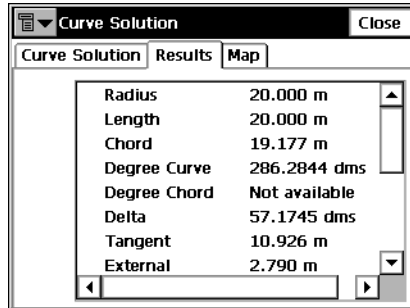 Curve Solution Close
Curve Solution Results Map
Radius 20.000 m
Length 20.000 m
Chord 19.177 m
Degree Curve 286.2844 dms
Degree Chord Not available
Delta 57.1745 dms
Tangent 10.926 m
External 2.790 m